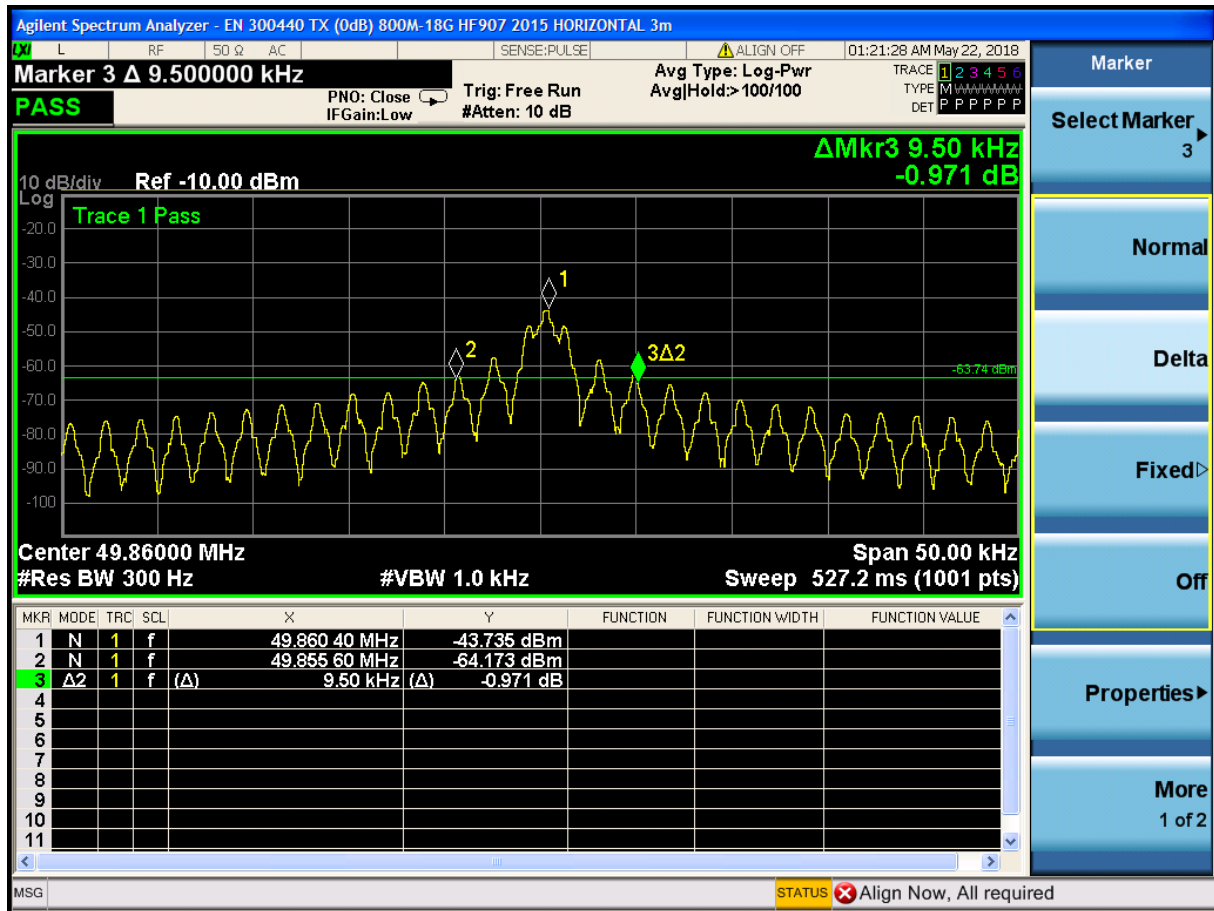 Agilent Spectrum Analyzer - EN 300440 TX (0dB) 800M-18G HF907 2015 HORIZONTAL 3m
LXI L RF 50 Ω AC SENSE:PULSE ALIGN OFF 01:21:28 AM May 22, 2018
Marker 3 Δ 9.500000 kHz
PASS
PNO: Close
IFGain:Low
Trig: Free Run
#Atten: 10 dB
Avg Type: Log-Pwr
Avg|Hold:>100/100
TRACE 1 2 3 4 5 6
TYPE M
DET P P P P P P
ΔMkr3 9.50 kHz
-0.971 dB
10 dB/div Ref -10.00 dBm
Log
Trace 1 Pass
-20.0
-30.0
-40.0
-50.0
-60.0
-70.0
-80.0
-90.0
-100
1
2
3Δ2
-63.74 dBm
Center 49.86000 MHz Span 50.00 kHz
#Res BW 300 Hz #VBW 1.0 kHz Sweep 527.2 ms (1001 pts)
MKR MODE TRC SCL X Y FUNCTION FUNCTION WIDTH FUNCTION VALUE
1 N 1 f 49.860 40 MHz -43.735 dBm
2 N 1 f 49.855 60 MHz -64.173 dBm
3 Δ2 1 f (Δ) 9.50 kHz (Δ) -0.971 dB
4
5
6
7
8
9
10
11
MSG STATUS Align Now, All required
Marker
Select Marker
3
Normal
Delta
Fixed
Off
Properties
More
1 of 2